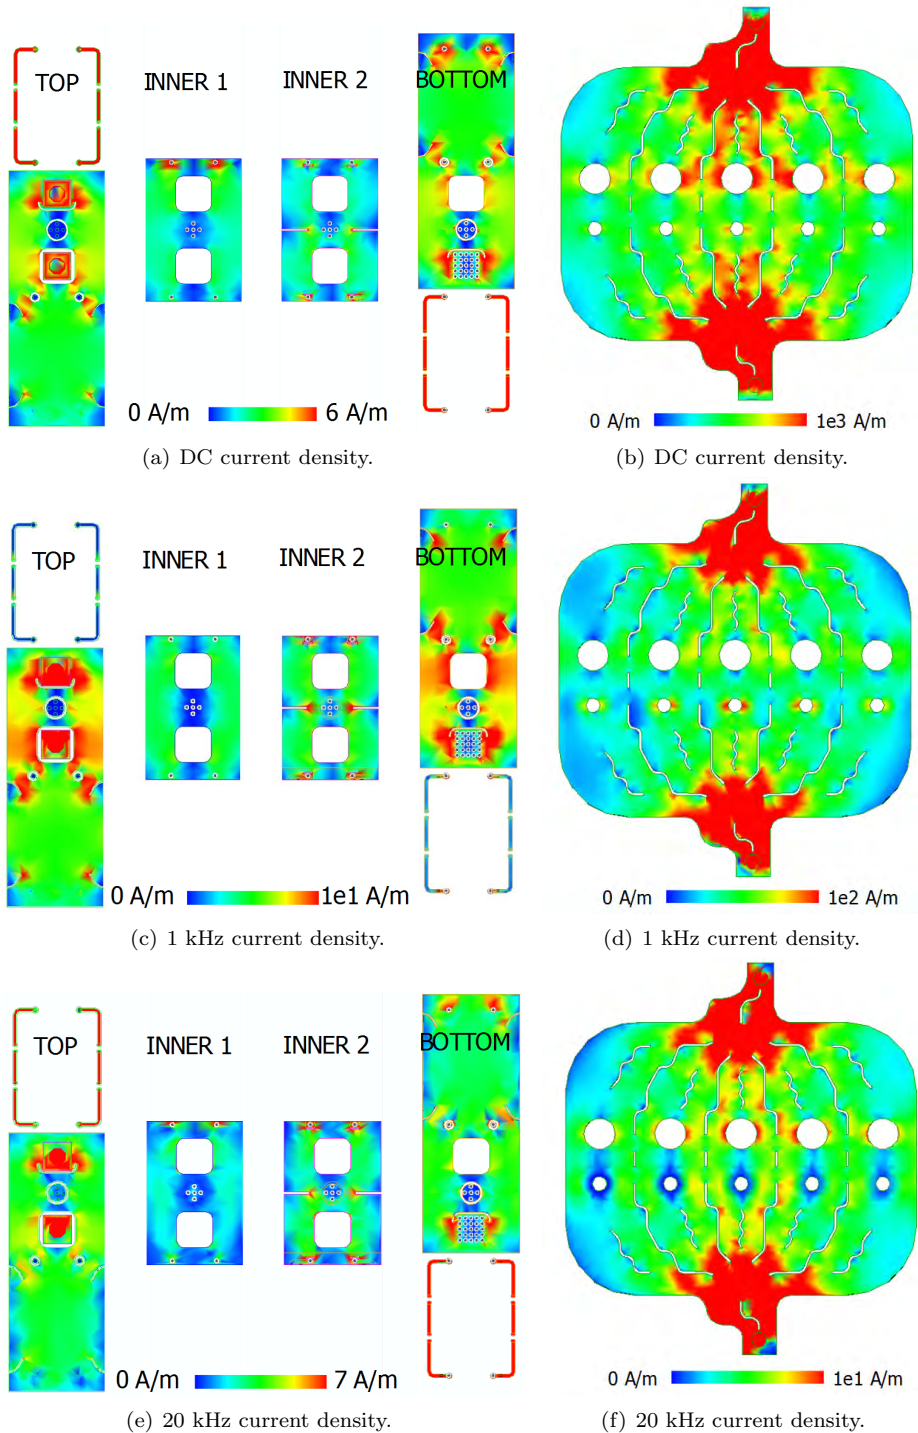 TOP
INNER 1
INNER 2
BOTTOM
0 A/m
6 A/m
0 A/m
1e3 A/m
(a) DC current density.
(b) DC current density.
TOP
INNER 1
INNER 2
BOTTOM
0 A/m
1e1 A/m
0 A/m
1e2 A/m
(c) 1 kHz current density.
(d) 1 kHz current density.
TOP
INNER 1
INNER 2
BOTTOM
0 A/m
7 A/m
0 A/m
1e1 A/m
(e) 20 kHz current density.
(f) 20 kHz current density.